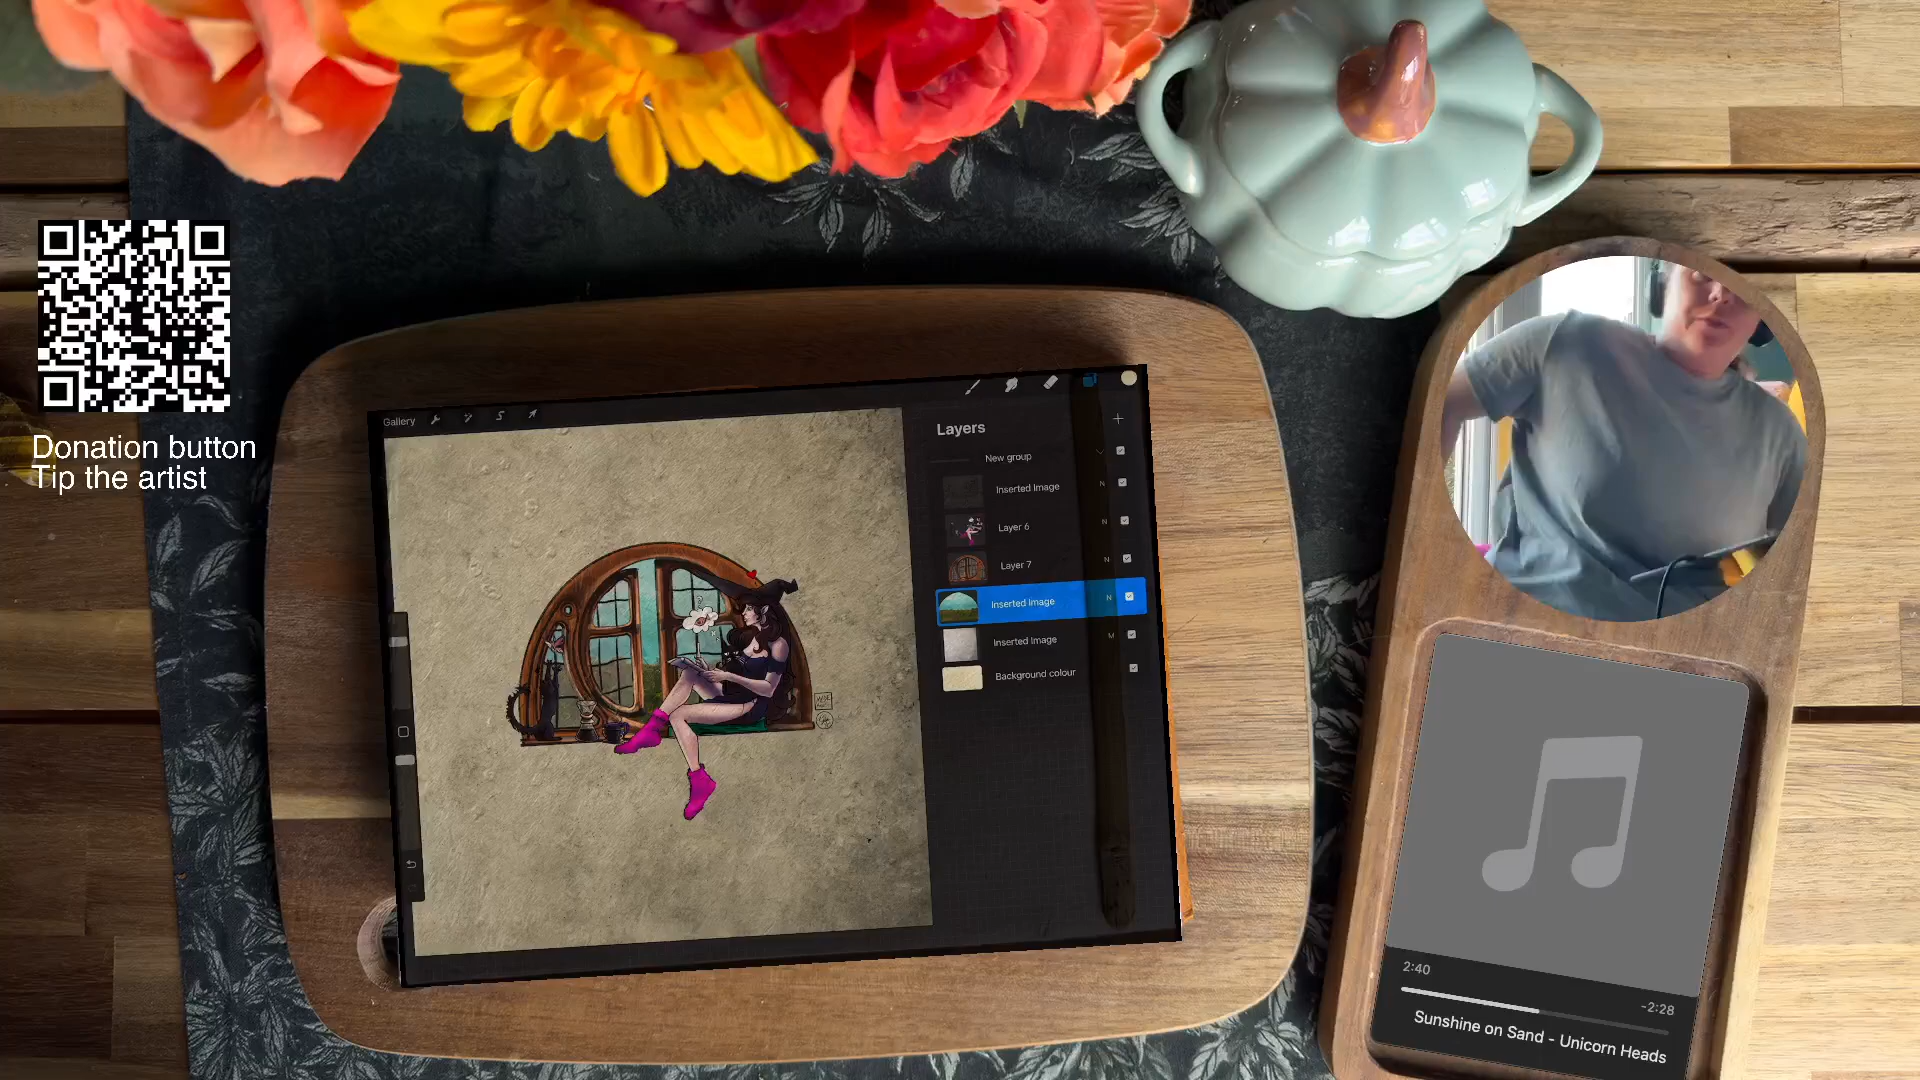 Donation button
Tip the artist
Gallery
Layers
New group
Inserted Image
N
Layer 6
N
Layer 7
N
Inserted Image
N
Inserted Image
M
Background colour
2:40
-2:28
Sunshine on Sand - Unicorn Heads